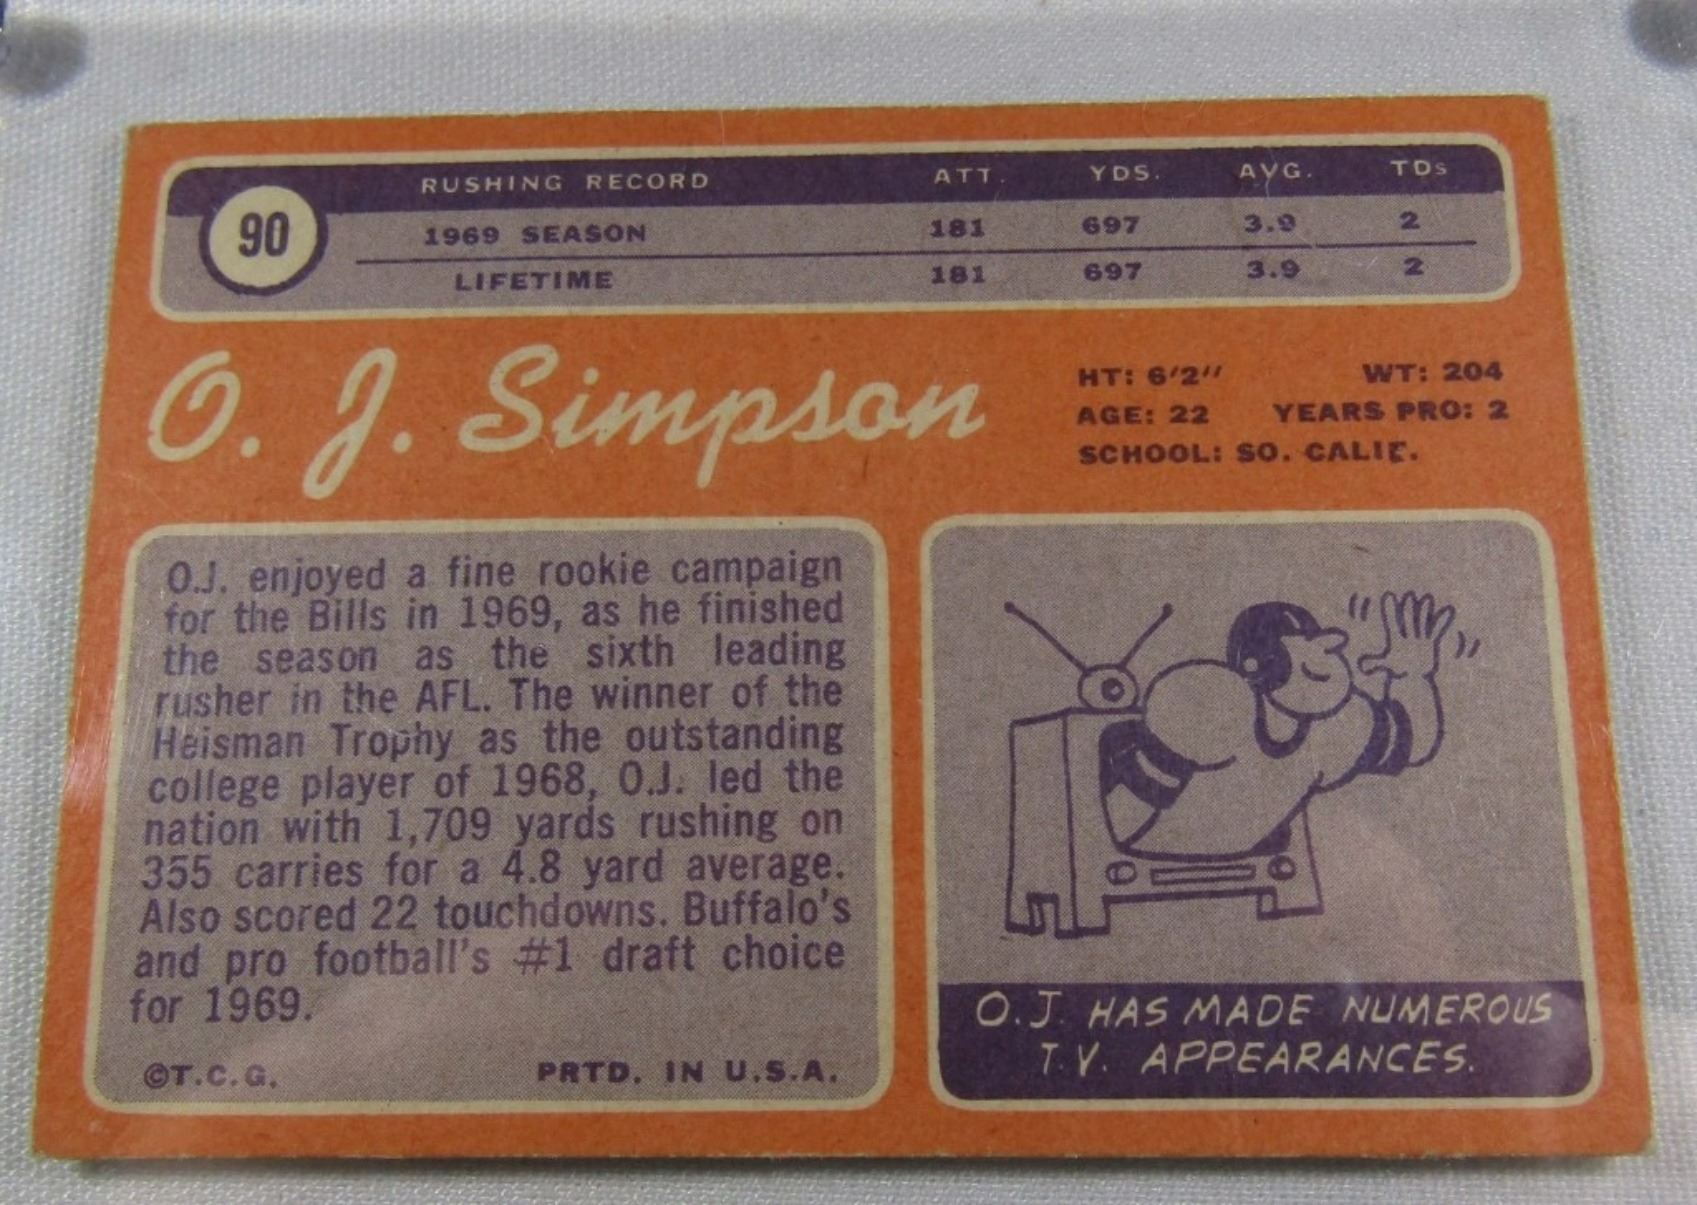 RUSHING RECORD ATT. YDS. AVG. TDs
90
1969 SEASON 181 697 3.9 2
LIFETIME 181 697 3.9 2
O. J. Simpson
HT: 6'2" WT: 204
AGE: 22 YEARS PRO: 2
SCHOOL: SO. CALIF.
O.J. enjoyed a fine rookie campaign
for the Bills in 1969, as he finished
the season as the sixth leading
rusher in the AFL. The winner of the
Heisman Trophy as the outstanding
college player of 1968, O.J. led the
nation with 1,709 yards rushing on
355 carries for a 4.8 yard average.
Also scored 22 touchdowns. Buffalo's
and pro football's #1 draft choice
for 1969.
©T.C.G. PRTD. IN U.S.A.
O.J. HAS MADE NUMEROUS
T.V. APPEARANCES.